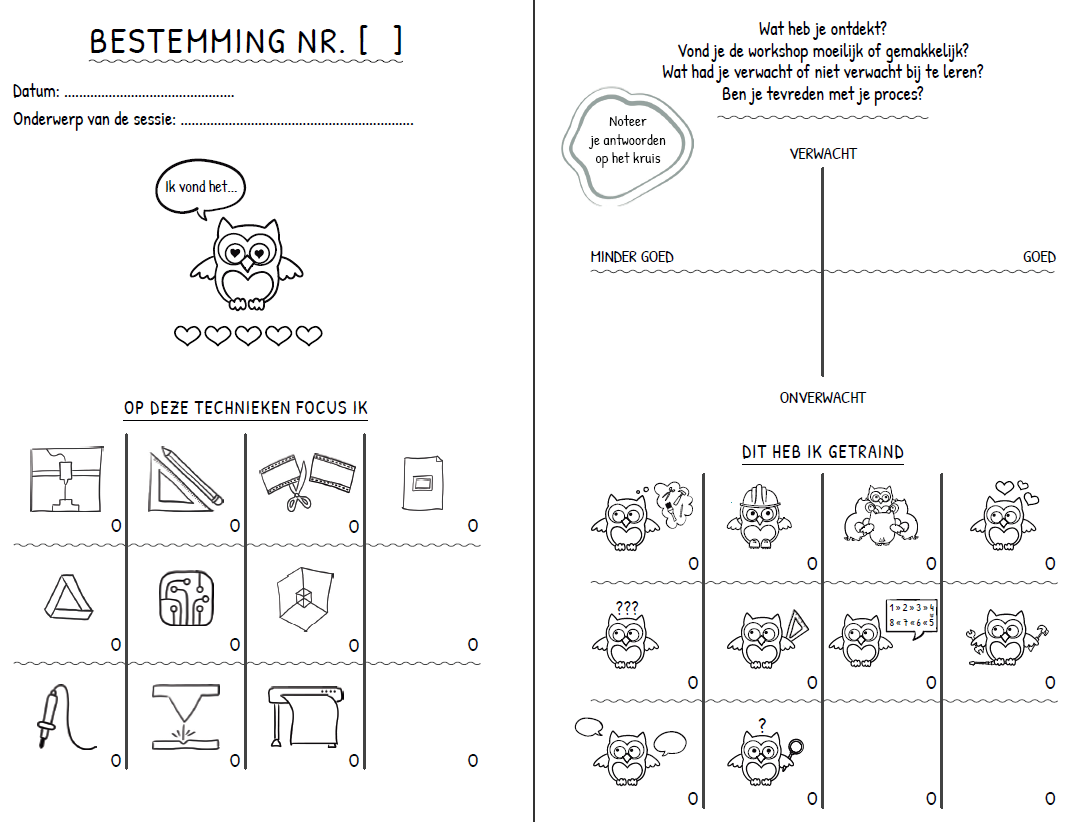 BESTEMMING NR. [ ]
Datum: ..............................................
Onderwerp van de sessie: ...............................................................
Ik vond het...
OP DEZE TECHNIEKEN FOCUS IK
O O O O
O O O
O O O O
Wat heb je ontdekt?
Vond je de workshop moeilijk of gemakkelijk?
Wat had je verwacht of niet verwacht bij te leren?
Ben je tevreden met je proces?
Noteer
je antwoorden
op het kruis
VERWACHT
MINDER GOED GOED
ONVERWACHT
DIT HEB IK GETRAIND
O O O O
???
1 » 2 » 3 » 4
8 « 7 « 6 « 5
O O O O
?
O O O O